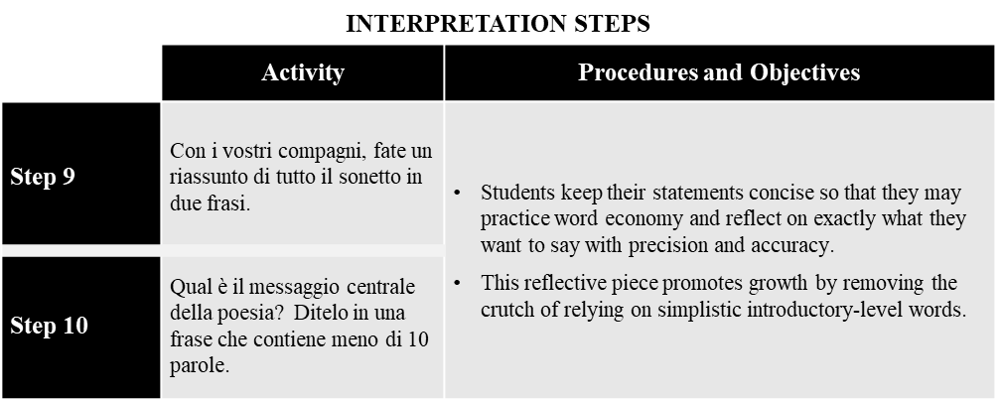 INTERPRETATION STEPS
Activity
Procedures and Objectives
Step 9
Con i vostri compagni, fate un
riassunto di tutto il sonetto in
due frasi.
Step 10
Qual è il messaggio centrale
della poesia?  Ditelo in una
frase che contiene meno di 10
parole.
• Students keep their statements concise so that they may
practice word economy and reflect on exactly what they
want to say with precision and accuracy.
• This reflective piece promotes growth by removing the
crutch of relying on simplistic introductory-level words.